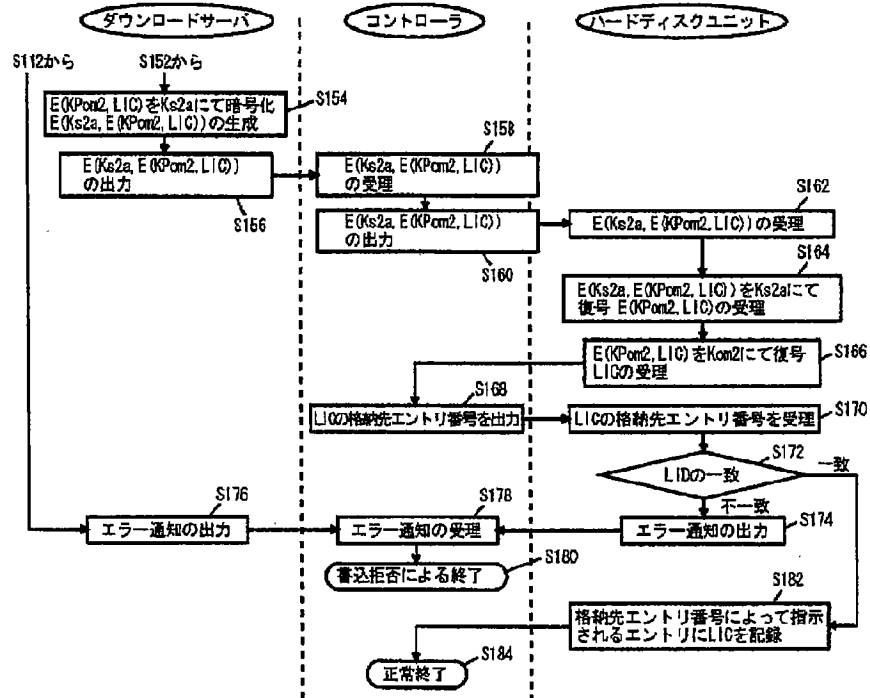 ダウンロードサーバ
コントローラ
ハードディスクユニット
S112から
S152から
E(KPom2,LIC)をKs2aにて暗号化
E(Ks2a,E(KPom2,LIC))の生成
S154
E(Ks2a,E(KPom2,LIC))
の出力
S156
S158
E(Ks2a,E(KPom2,LIC))
の受理
E(Ks2a,E(KPom2,LIC))
の出力
S160
S162
E(Ks2a,E(KPom2,LIC))の受理
S164
E(Ks2a,E(KPom2,LIC))をKs2aにて
復号 E(KPom2,LIC)の受理
E(KPom2,LIC)をKom2にて復号
LICの受理
S166
S168
LICの格納先エントリ番号を出力
LICの格納先エントリ番号を受理
S170
S172
LIDの一致
一致
不一致
S176
エラー通知の出力
S178
エラー通知の受理
エラー通知の出力
S174
書込拒否による終了
S180
S182
格納先エントリ番号によって指示
されるエントリにLICを記録
正常終了
S184